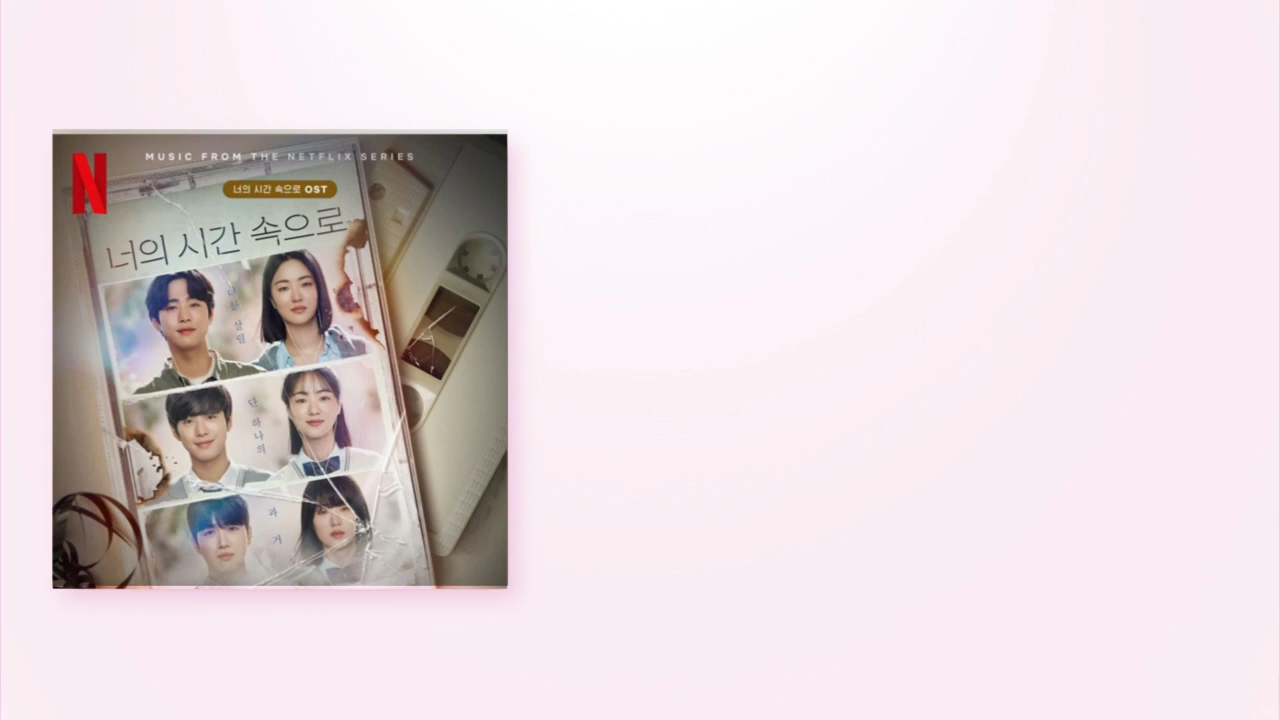 MUSIC FROM THE NETFLIX SERIES
N
너의 시간 속으로 OST
너의 시간 속으로
나를 살릴
단 하나의
과거